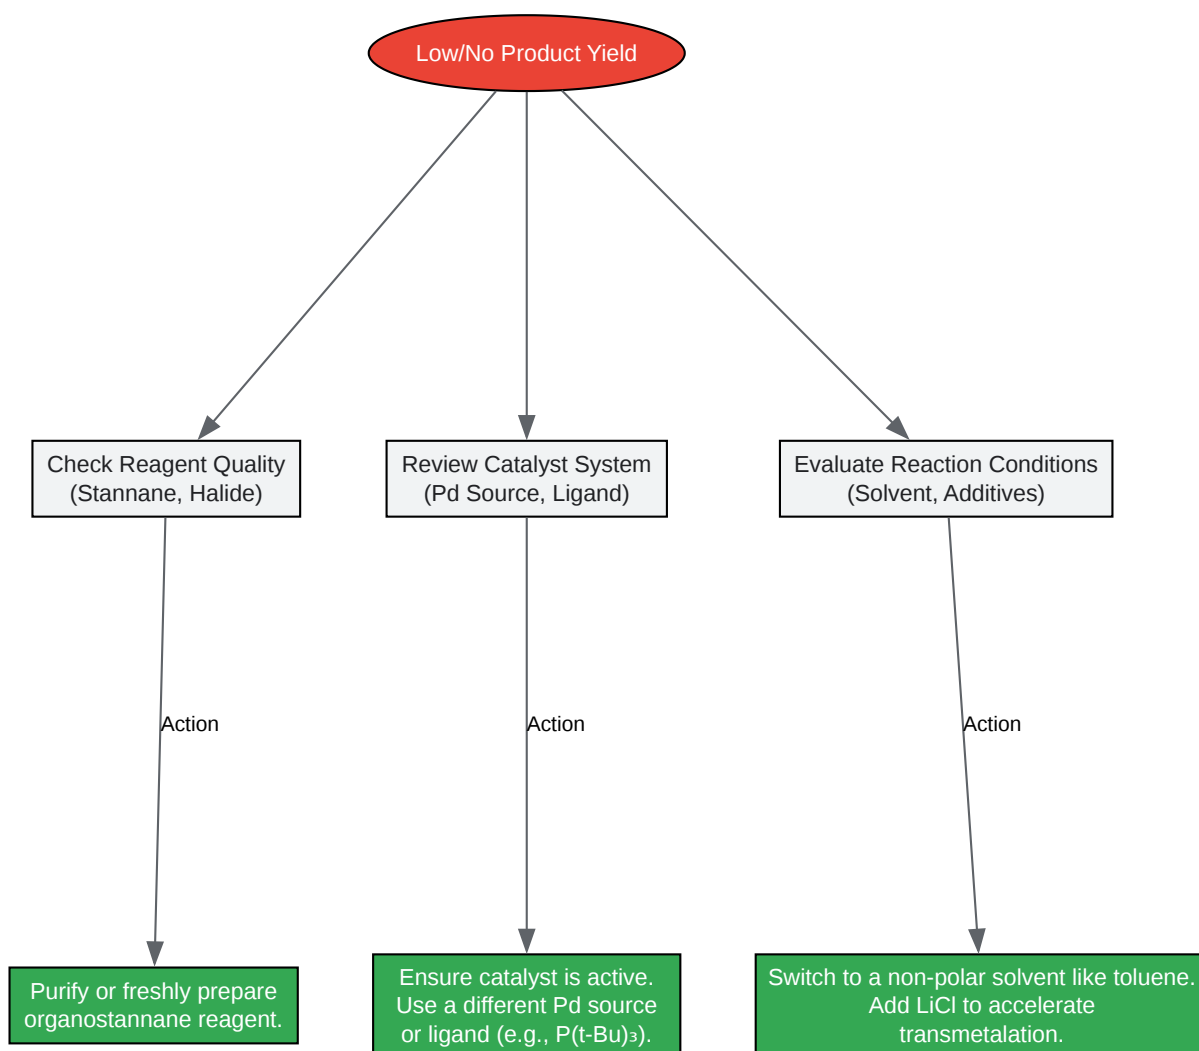 Low/No Product Yield
Check Reagent Quality
(Stannane, Halide)
Review Catalyst System
(Pd Source, Ligand)
Evaluate Reaction Conditions
(Solvent, Additives)
Action
Action
Action
Purify or freshly prepare
organostannane reagent.
Ensure catalyst is active.
Use a different Pd source
or ligand (e.g., P(t-Bu)₃).
Switch to a non-polar solvent like toluene.
Add LiCl to accelerate
transmetalation.